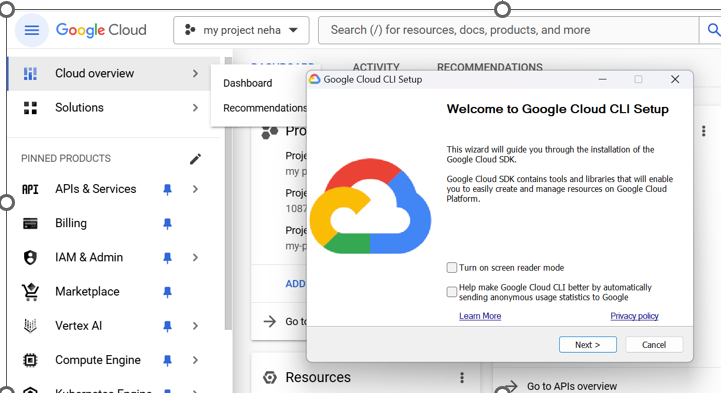 Google Cloud
my project neha
Search (/) for resources, docs, products, and more
Cloud overview
Solutions
PINNED PRODUCTS
API APIs & Services
Billing
IAM & Admin
Marketplace
Vertex AI
Compute Engine
Dashboard
Recommendations
ACTIVITY
RECOMMENDATIONS
Pro
Proje
my p
Proje
1087
Proje
my-p
ADD
Go to
Resources
Go to APIs overview
Google Cloud CLI Setup
Welcome to Google Cloud CLI Setup
This wizard will guide you through the installation of the
Google Cloud SDK.
Google Cloud SDK contains tools and libraries that will enable
you to easily create and manage resources on Google Cloud
Platform.
Turn on screen reader mode
Help make Google Cloud CLI better by automatically
sending anonymous usage statistics to Google
Learn More
Privacy policy
Next >
Cancel